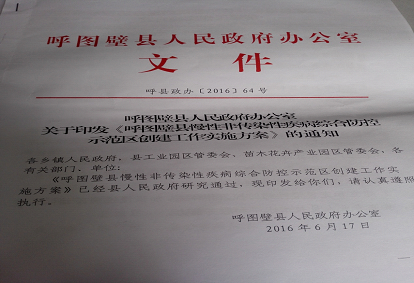 呼图壁县人民政府办公室
文件
呼县政办〔2016〕64号
呼图壁县人民政府办公室
关于印发《呼图壁县慢性非传染性疾病综合防控
示范区创建工作实施方案》的通知
各乡镇人民政府，县工业园区管委会，苗木花卉产业园区管委会，各
有关部门、单位：
《呼图壁县慢性非传染性疾病综合防控示范区创建工作实
施方案》已经县人民政府研究通过，现印发给你们，请认真遵照
执行。
呼图壁县人民政府办公室
2016年6月17日